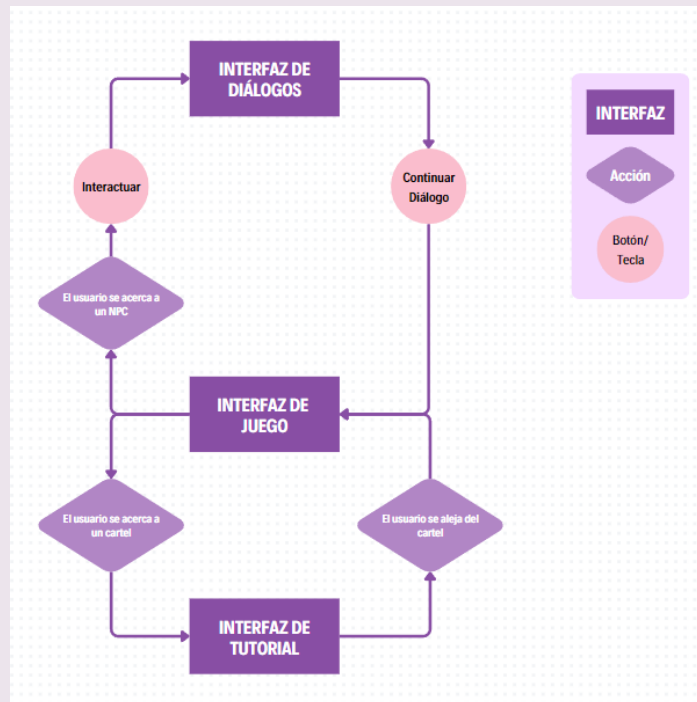 INTERFAZ DE
DIÁLOGOS
Interactuar
Continuar
Diálogo
El usuario se acerca a
un NPC
INTERFAZ DE
JUEGO
El usuario se acerca a
un cartel
El usuario se aleja del
cartel
INTERFAZ DE
TUTORIAL
INTERFAZ
Acción
Botón/
Tecla